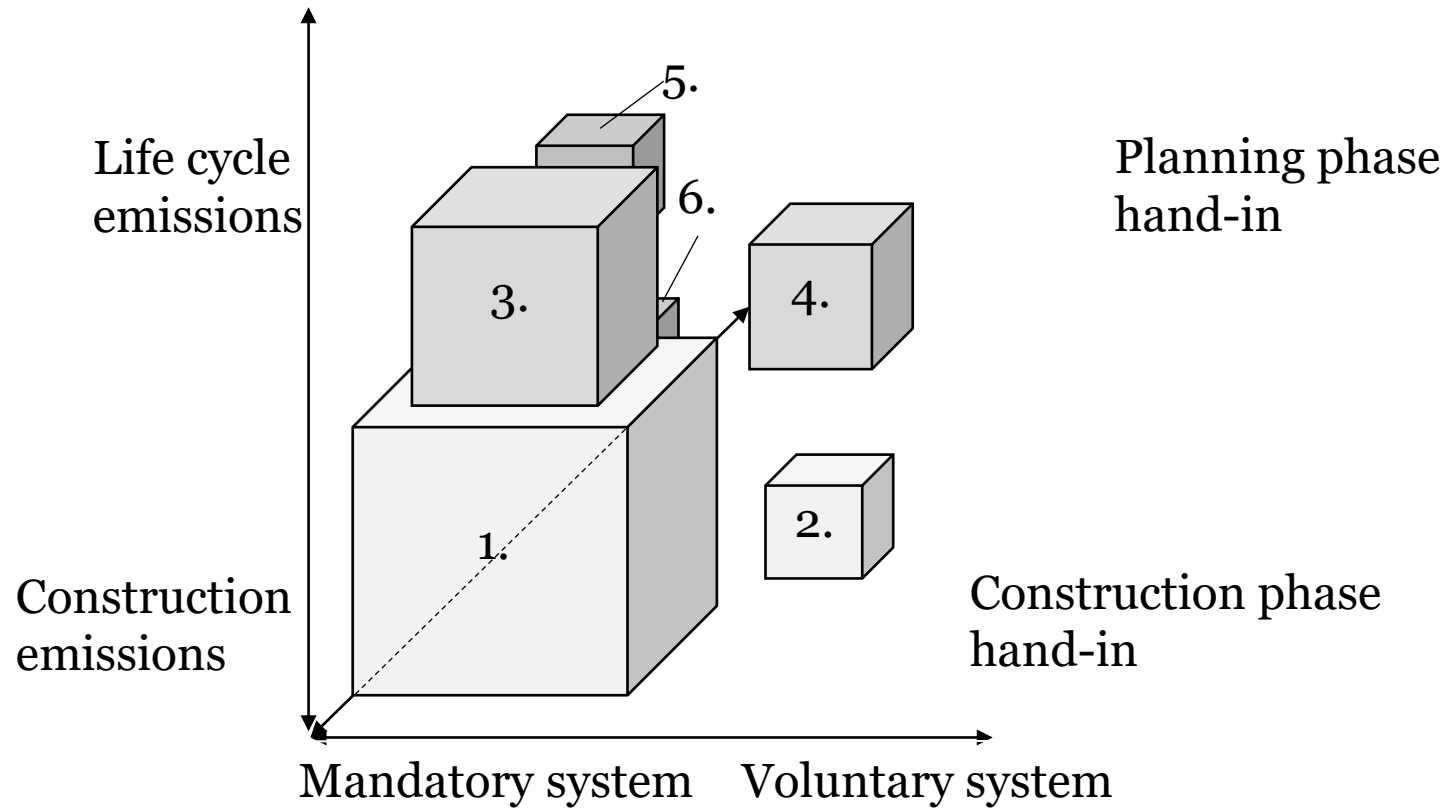 5.
Life cycle
emissions
Planning phase
hand-in
6.
3.
4.
2.
1.
Construction
emissions
Construction phase
hand-in
Mandatory system
Voluntary system